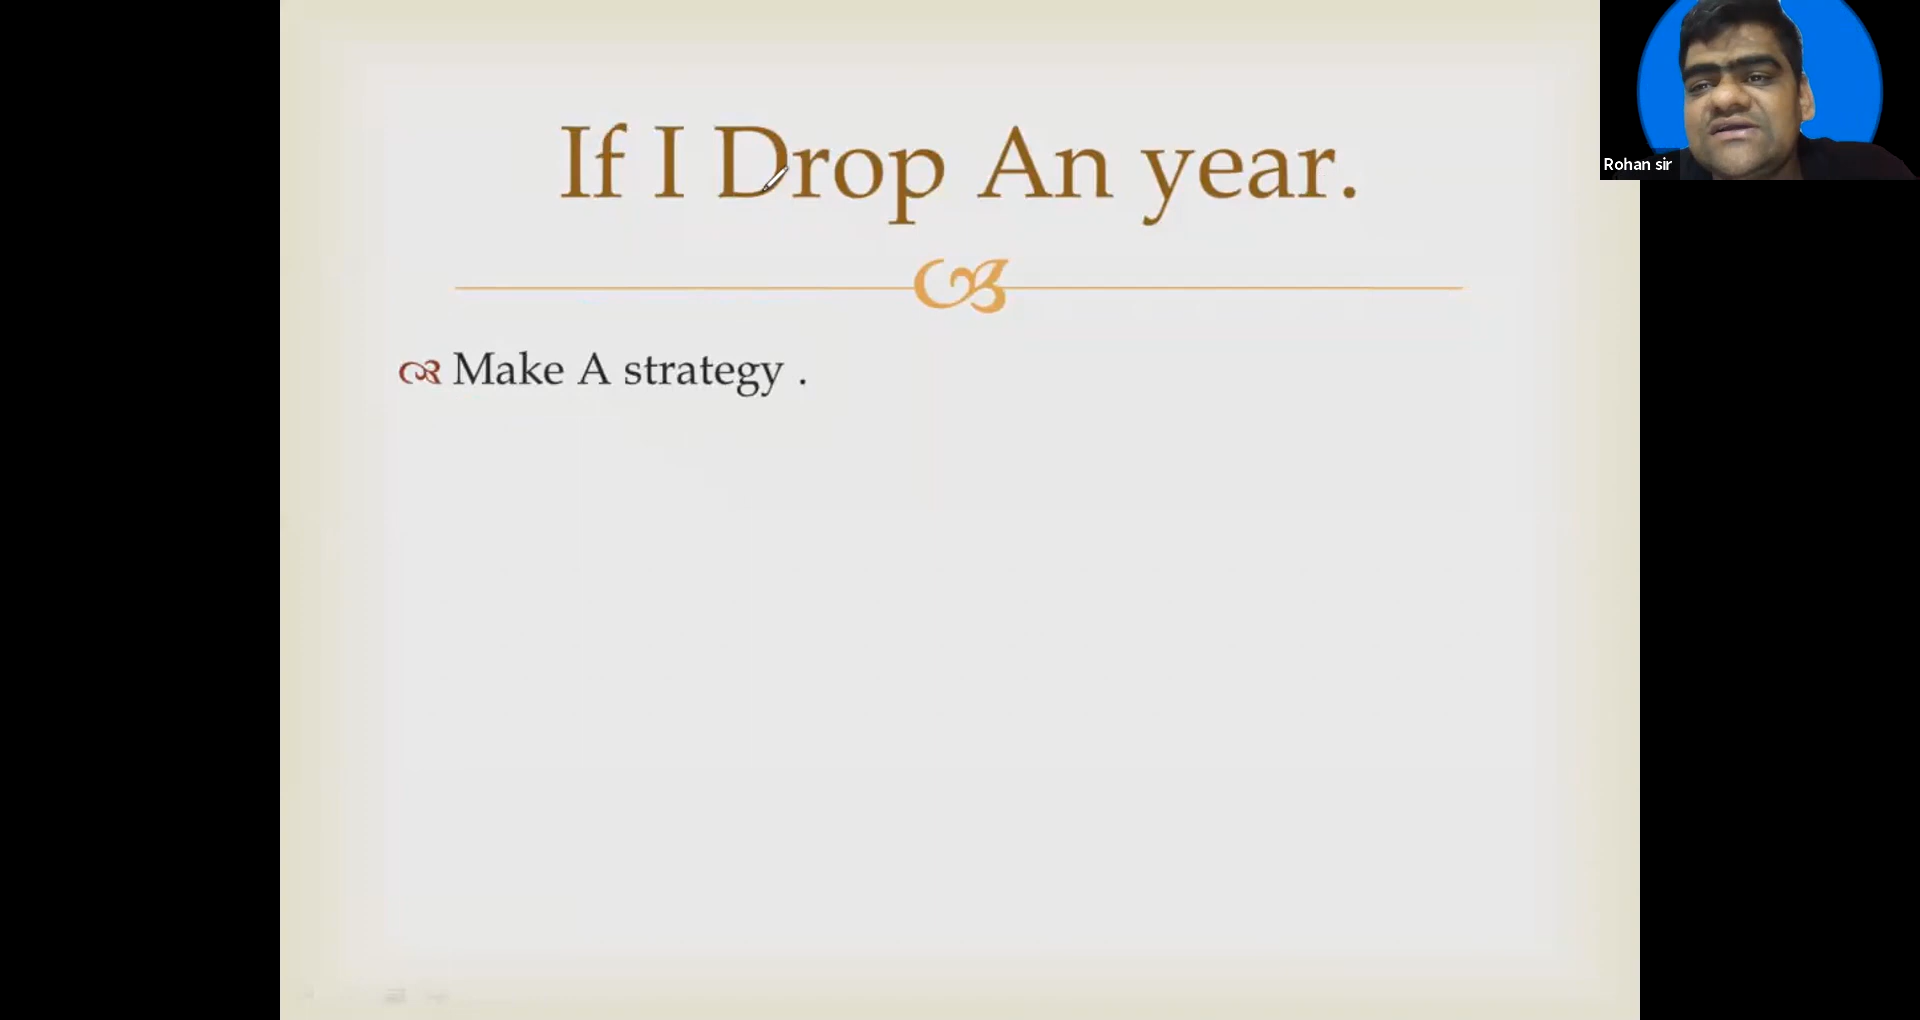 If I Drop An year.
Make A strategy .
Rohan sir